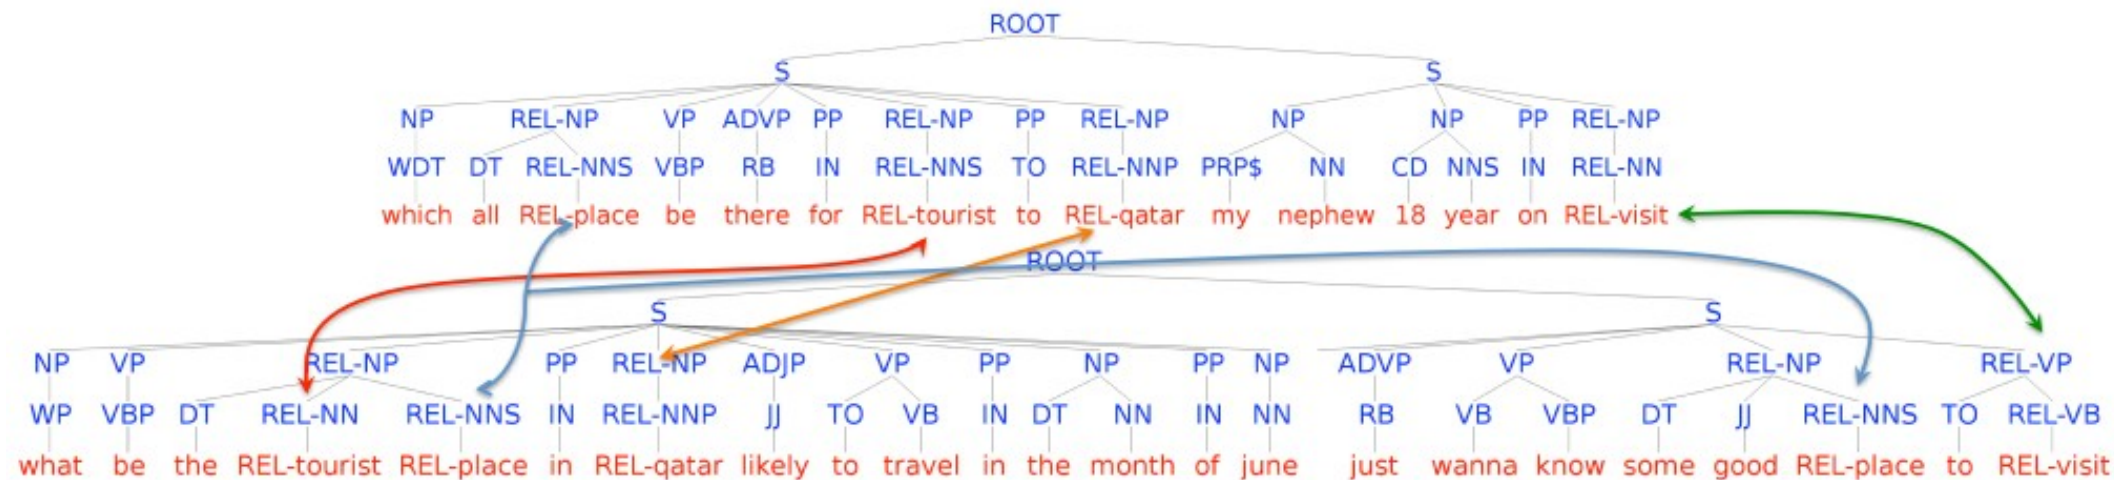 ROOT
S S
NP REL-NP VP ADVP PP REL-NP PP REL-NP NP NP PP REL-NP
WDT DT REL-NNS VBP RB IN REL-NNS TO REL-NNP PRP$ NN CD NNS IN REL-NN
which all REL-place be there for REL-tourist to REL-qatar my nephew 18 year on REL-visit
ROOT
S S
NP VP REL-NP PP REL-NP ADJP VP PP NP PP NP ADVP VP REL-NP REL-VP
WP VBP DT REL-NN REL-NNS IN REL-NNP JJ TO VB IN DT NN IN NN RB VB VBP DT JJ REL-NNS TO REL-VB
what be the REL-tourist REL-place in REL-qatar likely to travel in the month of june just wanna know some good REL-place to REL-visit